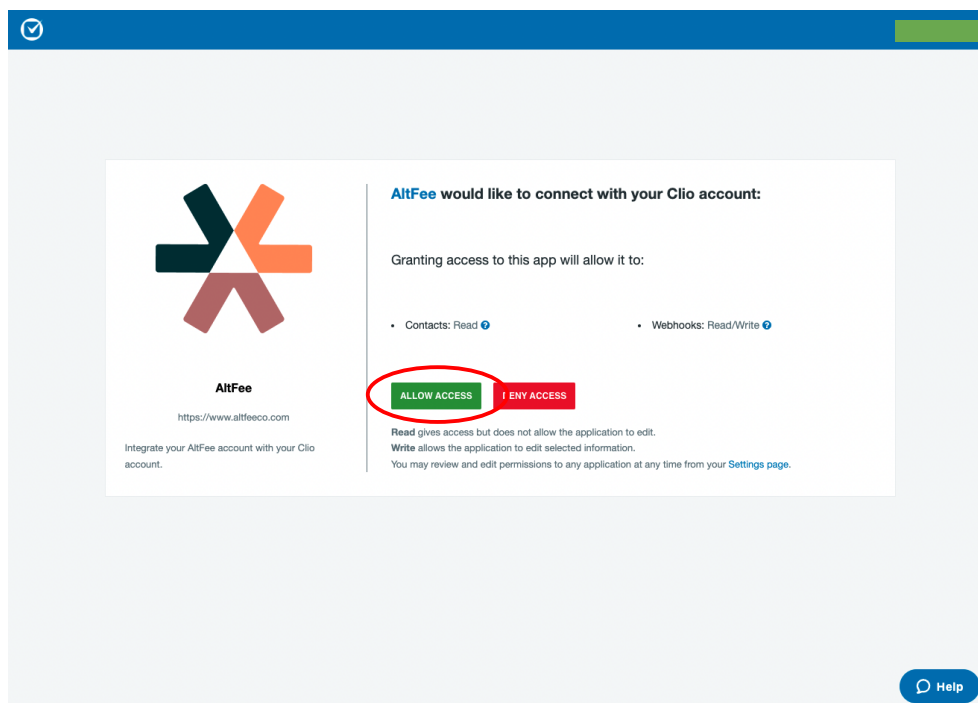 AltFee would like to connect with your Clio account:
Granting access to this app will allow it to:
• Contacts: Read ?
• Webhooks: Read/Write ?
ALLOW ACCESS
ENY ACCESS
Read gives access but does not allow the application to edit.
Write allows the application to edit selected information.
You may review and edit permissions to any application at any time from your Settings page.
AltFee
https://www.altfeeco.com
Integrate your AltFee account with your Clio
account.
Help